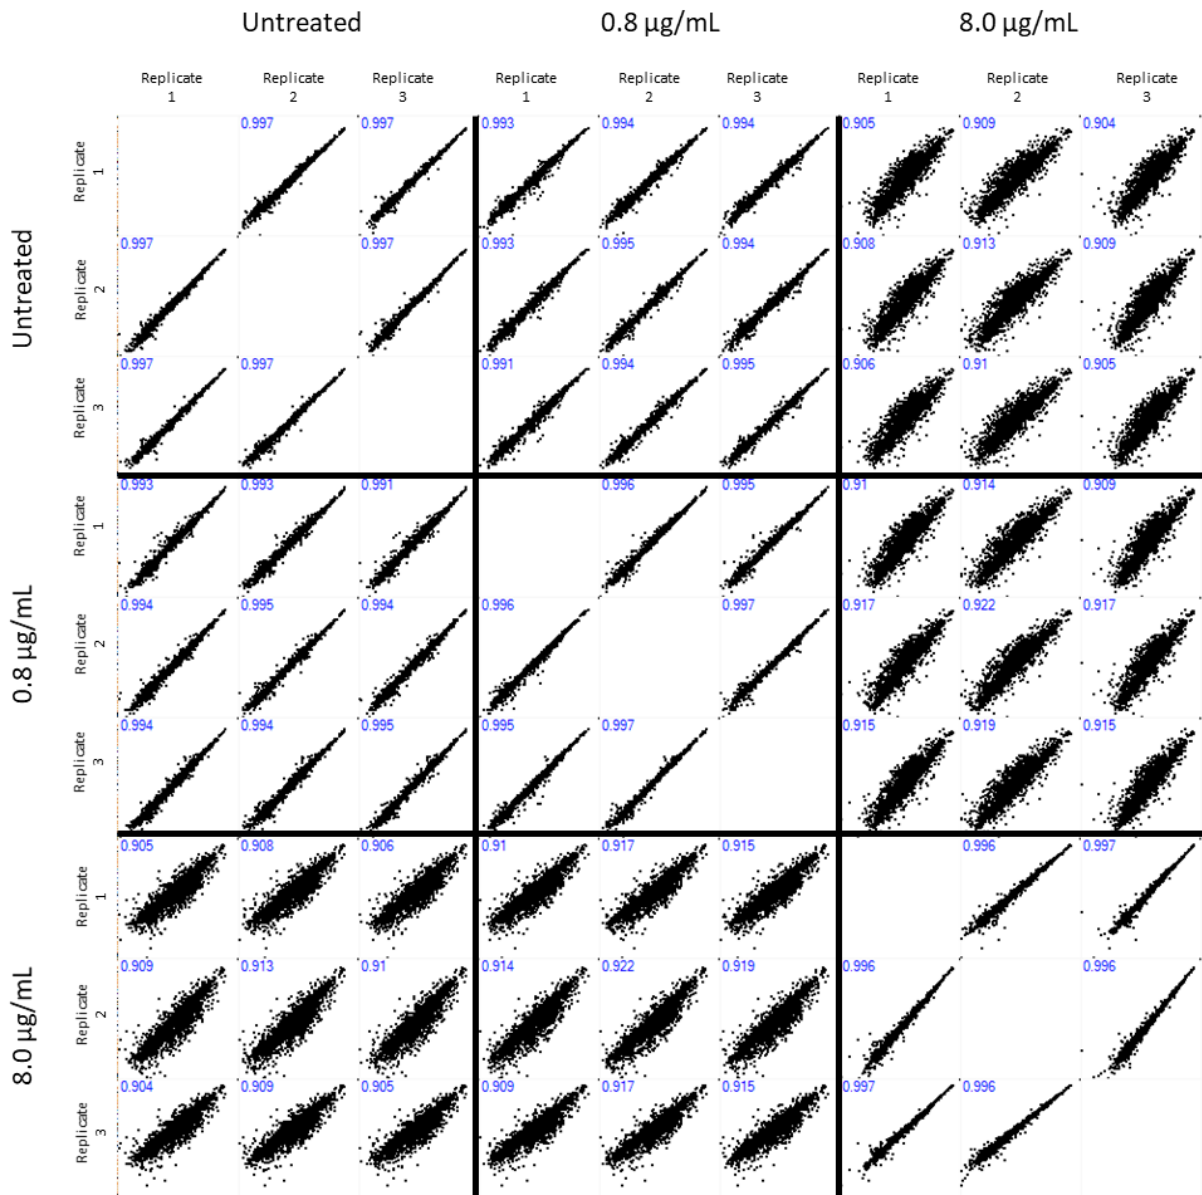 Untreated 0.8 µg/mL 8.0 µg/mL
Replicate 1 Replicate 2 Replicate 3 Replicate 1 Replicate 2 Replicate 3 Replicate 1 Replicate 2 Replicate 3
Untreated
Replicate 1
0.997 0.997 0.993 0.994 0.994 0.905 0.909 0.904
Replicate 2
0.997 0.997 0.993 0.995 0.994 0.908 0.913 0.909
Replicate 3
0.997 0.997 0.991 0.994 0.995 0.906 0.91 0.905
0.8 µg/mL
Replicate 1
0.993 0.993 0.991 0.996 0.995 0.91 0.914 0.909
Replicate 2
0.994 0.995 0.994 0.996 0.997 0.917 0.922 0.917
Replicate 3
0.994 0.994 0.995 0.995 0.997 0.915 0.919 0.915
8.0 µg/mL
Replicate 1
0.905 0.908 0.906 0.91 0.917 0.915 0.996 0.997
Replicate 2
0.909 0.913 0.91 0.914 0.922 0.919 0.996 0.996
Replicate 3
0.904 0.909 0.905 0.909 0.917 0.915 0.997 0.996